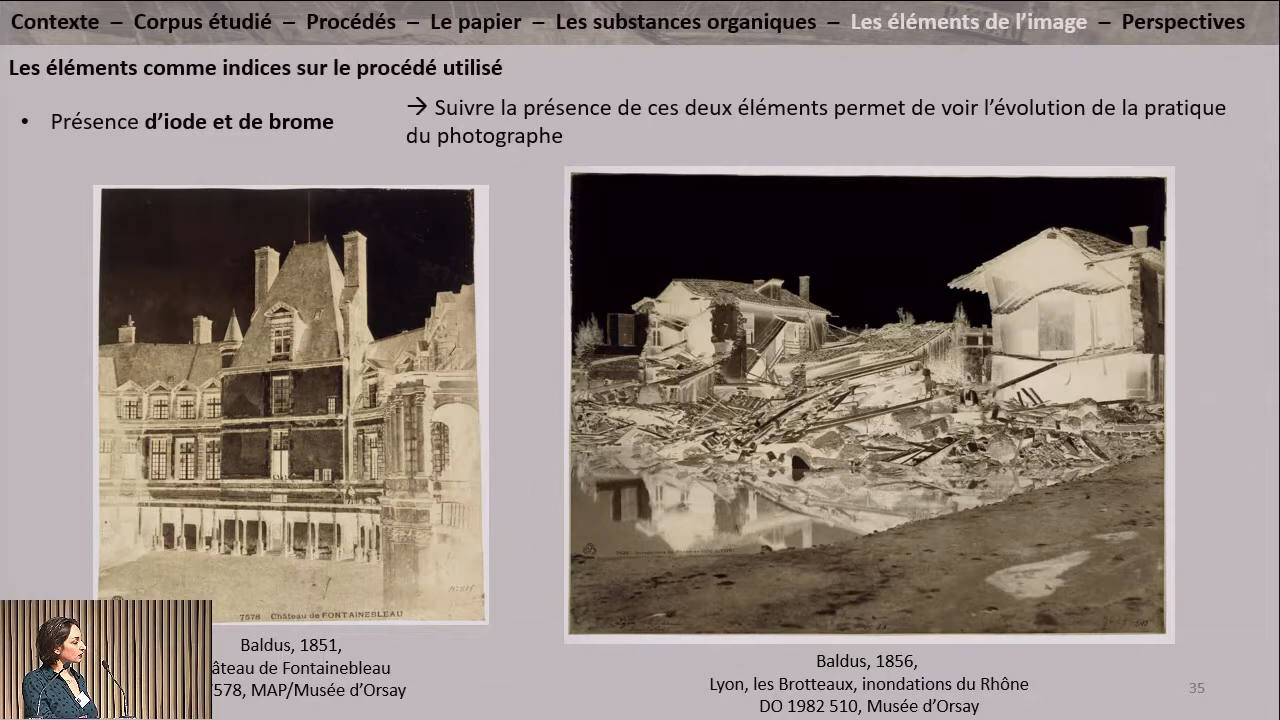 Contexte – Corpus étudié – Procédés – Le papier – Les substances organiques – Les éléments de l’image – Perspectives
Les éléments comme indices sur le procédé utilisé
• Présence d’iode et de brome
→ Suivre la présence de ces deux éléments permet de voir l’évolution de la pratique
du photographe
7578 Château de FONTAINEBLEAU
Baldus, 1851,
âteau de Fontainebleau
578, MAP/Musée d’Orsay
Baldus, 1856,
Lyon, les Brotteaux, inondations du Rhône
DO 1982 510, Musée d’Orsay
35